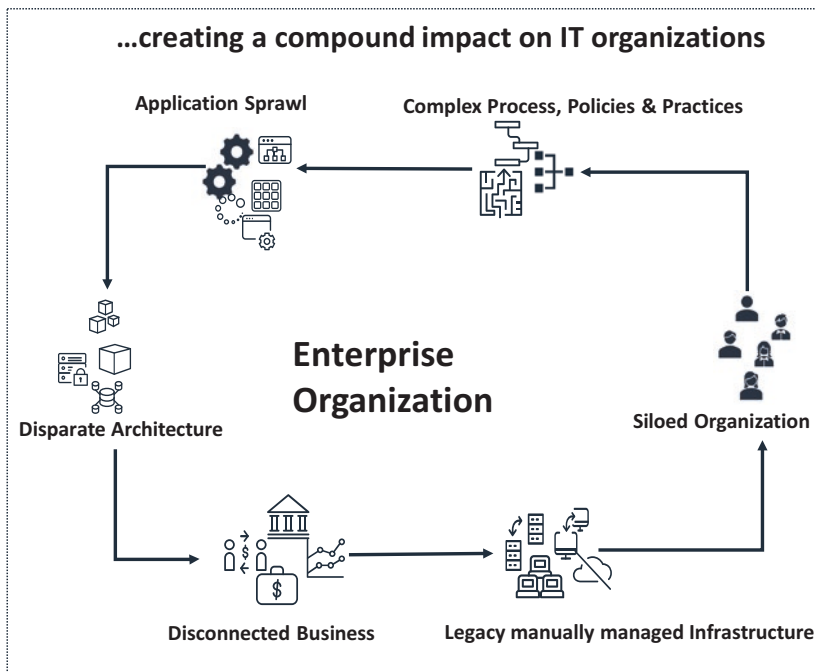 ...creating a compound impact on IT organizations
Application Sprawl
Complex Process, Policies & Practices
Enterprise
Organization
Disparate Architecture
Siloed Organization
$
$
Disconnected Business
Legacy manually managed Infrastructure